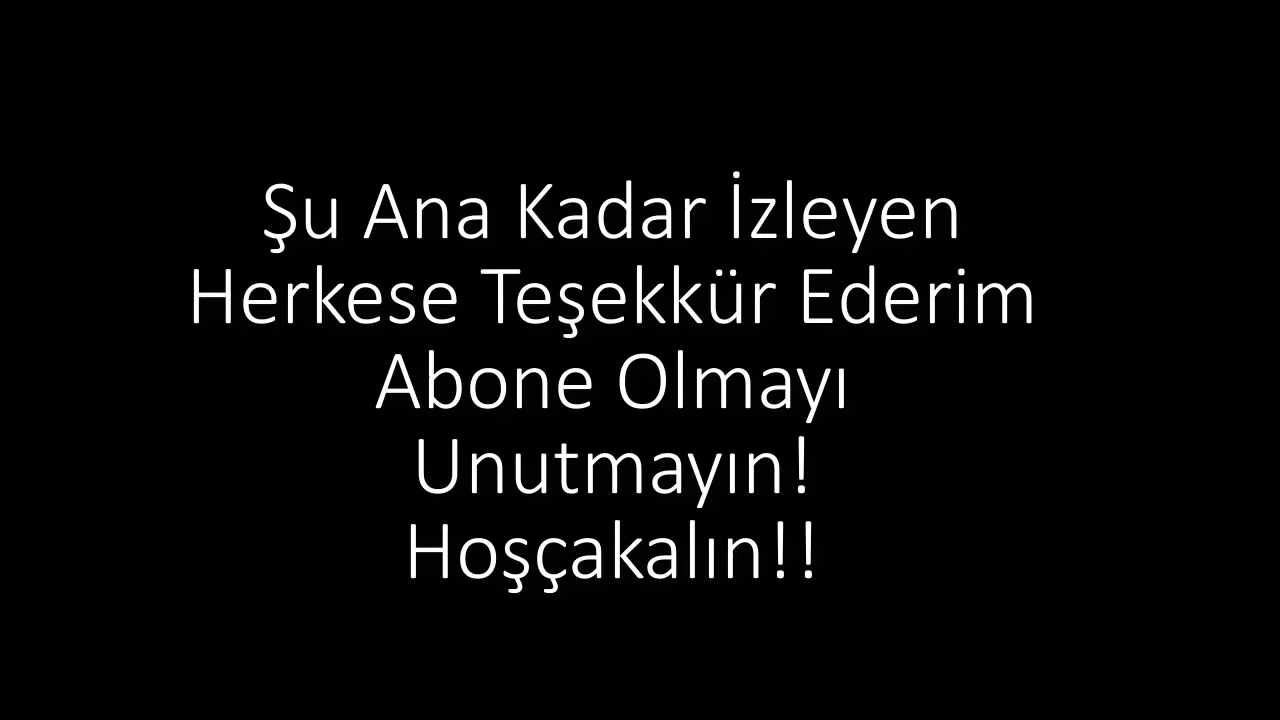 Şu Ana Kadar İzleyen
Herkese Teşekkür Ederim
Abone Olmayı
Unutmayın!
Hoşçakalın!!